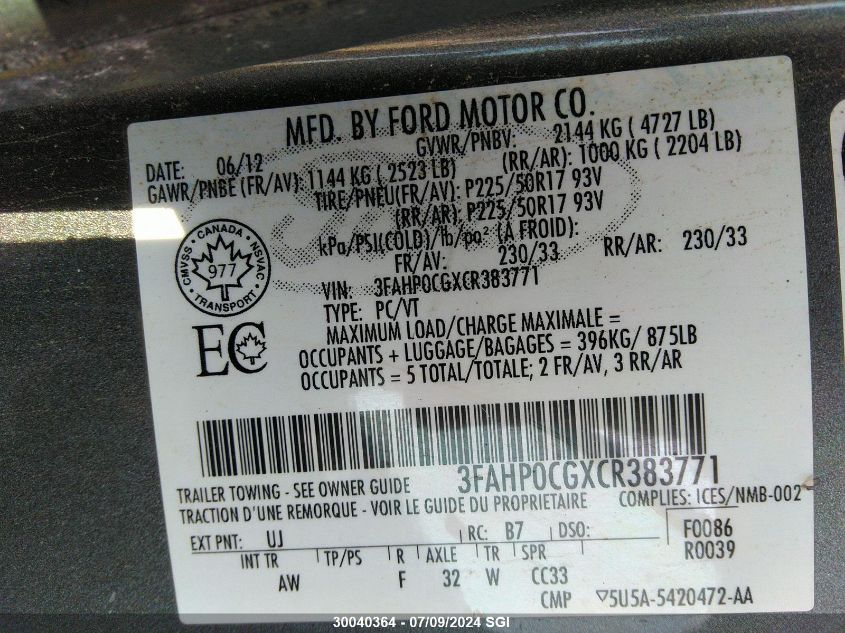 MFD. BY FORD MOTOR CO.
DATE: 06/12 GVWR/PNBV: 2144 KG ( 4727 LB)
GAWR/PNBE (FR/AV): 1144 KG ( 2523 LB) (RR/AR): 1000 KG ( 2204 LB)
TIRE/PNEU(FR/AV): P225/50R17 93V
(RR/AR): P225/50R17 93V
kPa/PSI(COLD)/lb/po² (À FROID):
FR/AV: 230/33 RR/AR: 230/33
CANADA
CMVSS NSVAC
977
TRANSPORT
VIN: 3FAHP0CGXCR383771
TYPE: PC/VT
EC
MAXIMUM LOAD/CHARGE MAXIMALE =
OCCUPANTS + LUGGAGE/BAGAGES = 396KG/ 875LB
OCCUPANTS = 5 TOTAL/TOTALE; 2 FR/AV, 3 RR/AR
3FAHP0CGXCR383771
TRAILER TOWING - SEE OWNER GUIDE COMPLIES: ICES/NMB-002
TRACTION D'UNE REMORQUE - VOIR LE GUIDE DU PROPRIETAIRE
EXT PNT: UJ RC: B7 DSO: F0086
INT TR TP/PS R AXLE TR SPR R0039
AW F 32 W CC33
CMP ▽5U5A-5420472-AA
30040364 - 07/09/2024 SGI